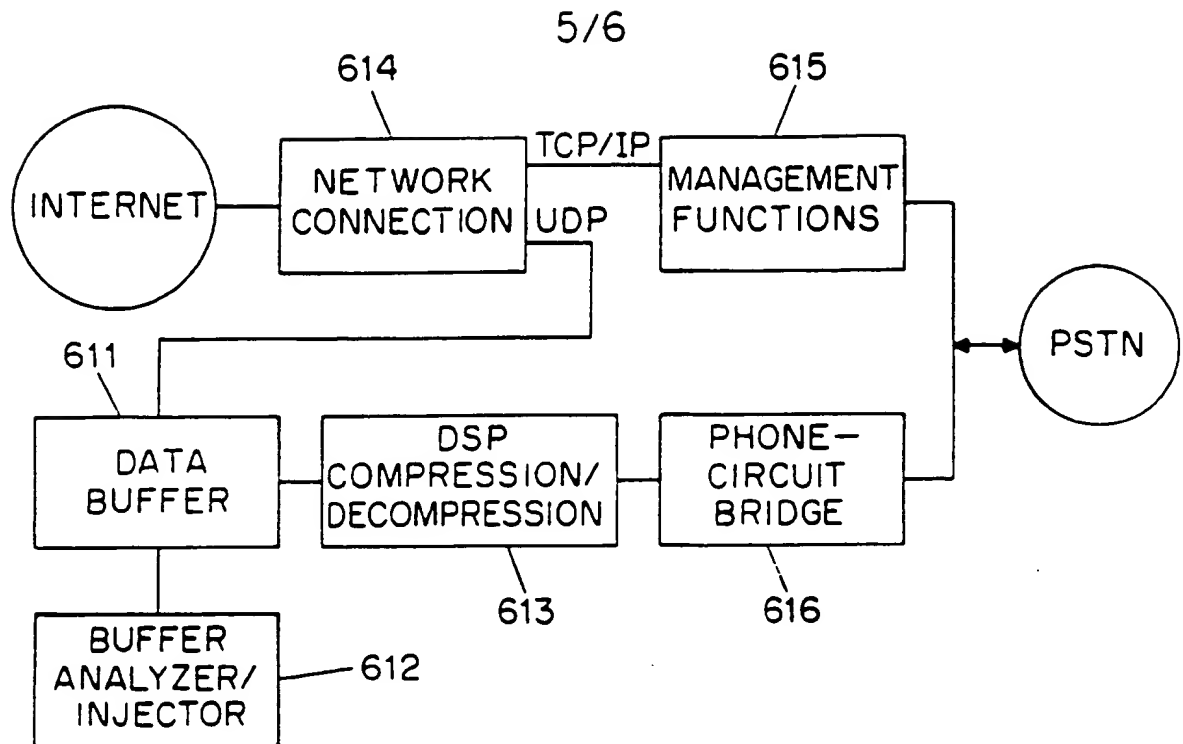 5/6
614
615
INTERNET
NETWORK
CONNECTION
TCP/IP
UDP
MANAGEMENT
FUNCTIONS
PSTN
611
DATA
BUFFER
DSP
COMPRESSION/
DECOMPRESSION
PHONE-
CIRCUIT
BRIDGE
613
616
BUFFER
ANALYZER/
INJECTOR
612